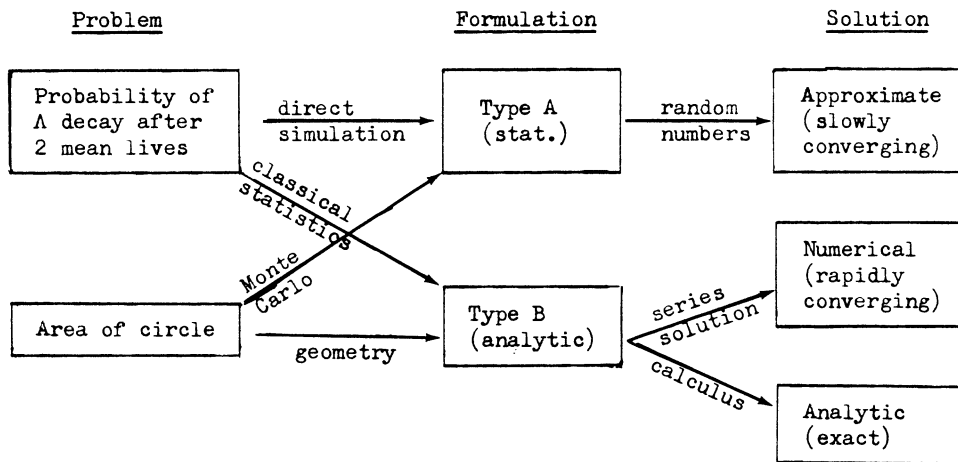 Problem
Formulation
Solution
Probability of
Λ decay after
2 mean lives
direct
simulation
Type A
(stat.)
random
numbers
Approximate
(slowly
converging)
classical
statistics
Monte
Carlo
Area of circle
geometry
Type B
(analytic)
series
solution
calculus
Numerical
(rapidly
converging)
Analytic
(exact)